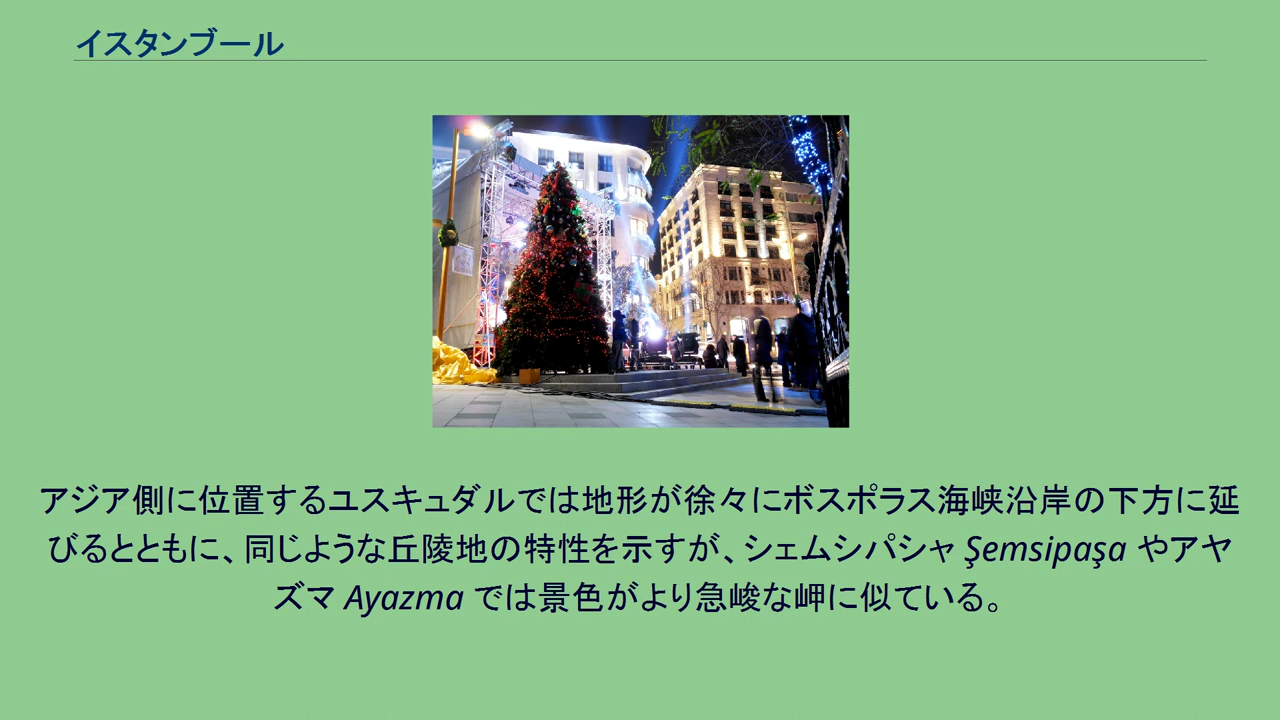 イスタンブール
アジア側に位置するユスキュダルでは地形が徐々にボスポラス海峡沿岸の下方に延
びるとともに、同じような丘陵地の特性を示すが、シェムシパシャ Şemsipaşa やアヤ
ズマ Ayazma では景色がより急峻な岬に似ている。